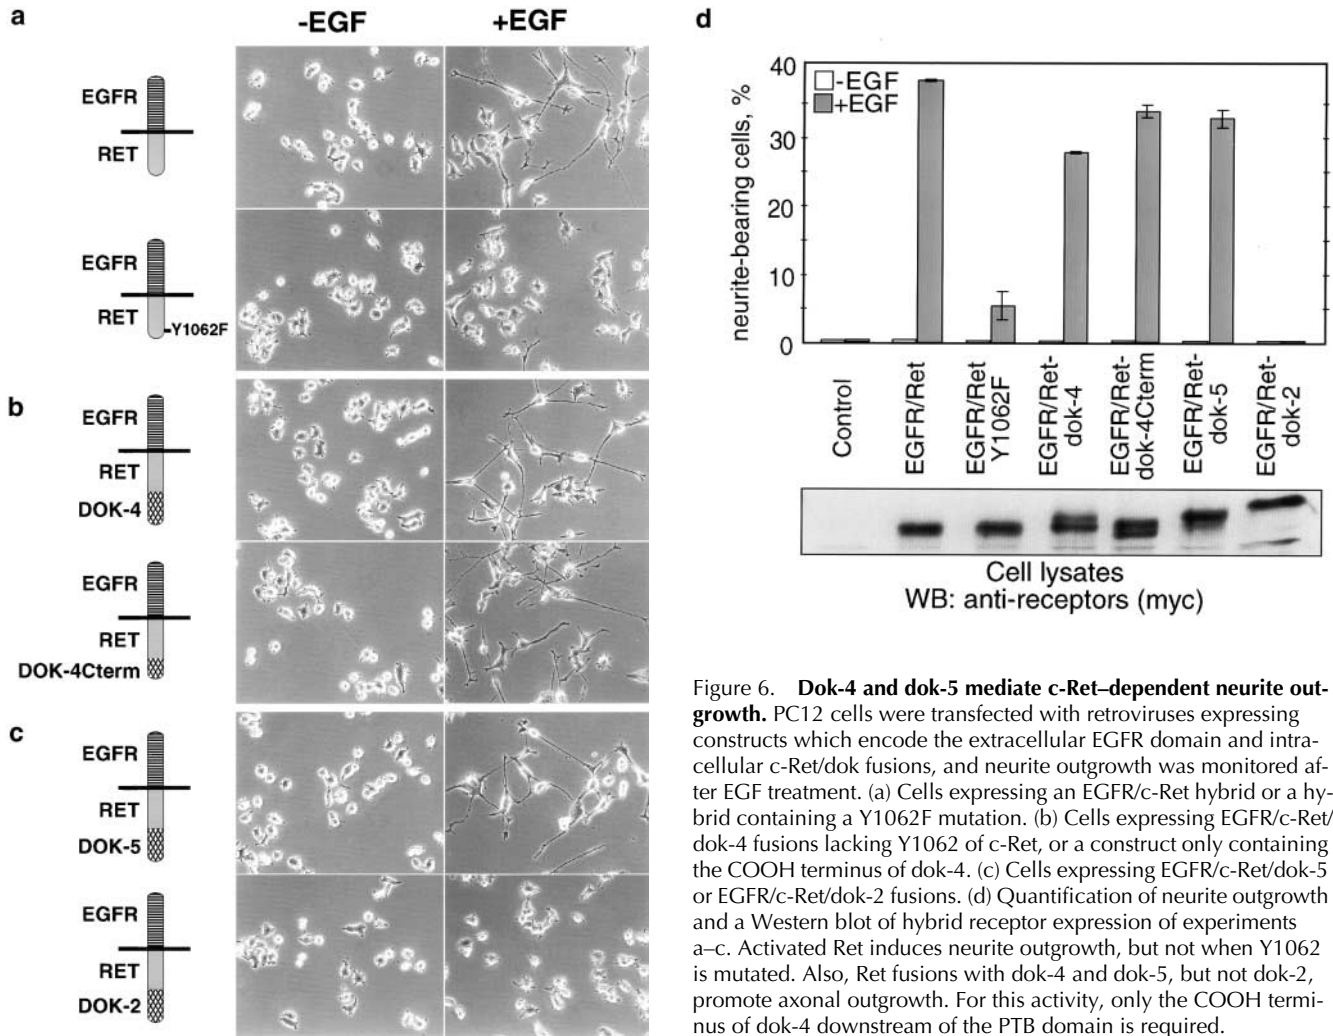 a
-EGF
+EGF
EGFR
RET
EGFR
RET
Y1062F
b
EGFR
RET
DOK-4
EGFR
RET
DOK-4Cterm
c
EGFR
RET
DOK-5
EGFR
RET
DOK-2
d
neurite-bearing cells, %
40
30
20
10
0
-EGF
+EGF
Control
EGFR/Ret
EGFR/Ret
Y1062F
EGFR/Ret-
dok-4
EGFR/Ret-
dok-4Cterm
EGFR/Ret-
dok-5
EGFR/Ret-
dok-2
Cell lysates
WB: anti-receptors (myc)
Figure 6. Dok-4 and dok-5 mediate c-Ret–dependent neurite out-
growth. PC12 cells were transfected with retroviruses expressing
constructs which encode the extracellular EGFR domain and intra-
cellular c-Ret/dok fusions, and neurite outgrowth was monitored af-
ter EGF treatment. (a) Cells expressing an EGFR/c-Ret hybrid or a hy-
brid containing a Y1062F mutation. (b) Cells expressing EGFR/c-Ret/
dok-4 fusions lacking Y1062 of c-Ret, or a construct only containing
the COOH terminus of dok-4. (c) Cells expressing EGFR/c-Ret/dok-5
or EGFR/c-Ret/dok-2 fusions. (d) Quantification of neurite outgrowth
and a Western blot of hybrid receptor expression of experiments
a–c. Activated Ret induces neurite outgrowth, but not when Y1062
is mutated. Also, Ret fusions with dok-4 and dok-5, but not dok-2,
promote axonal outgrowth. For this activity, only the COOH termi-
nus of dok-4 downstream of the PTB domain is required.